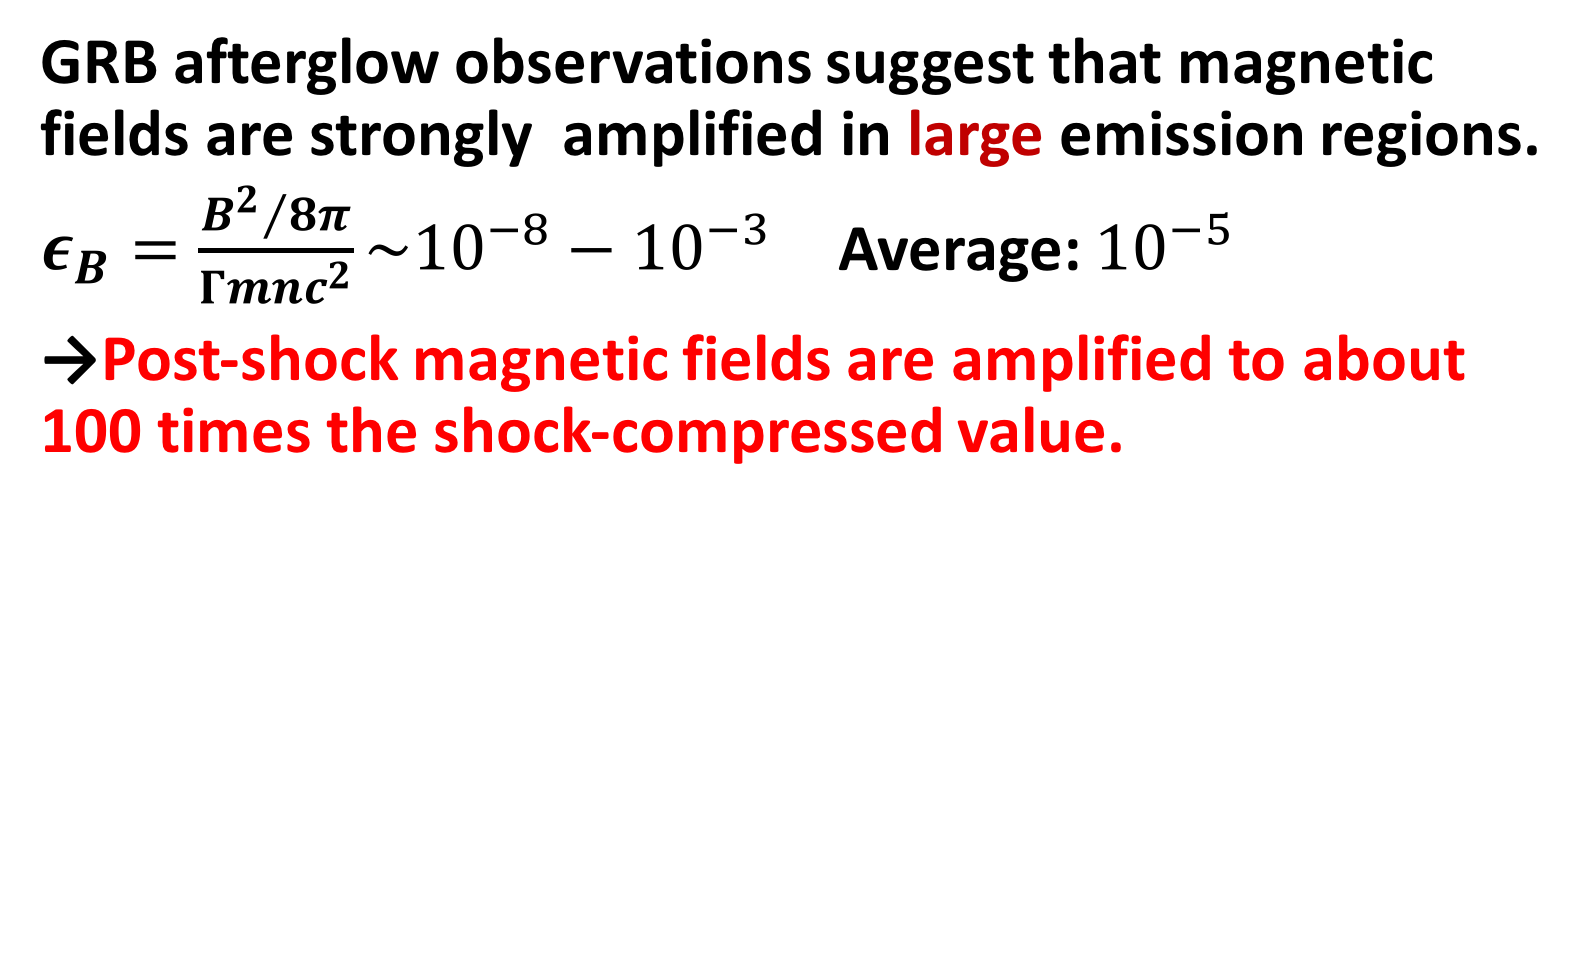 GRB afterglow observations suggest that magnetic
fields are strongly  amplified in large emission regions.
𝝐_𝑩 = (𝑩²/8𝝅)/(𝚪𝒎𝒏𝒄²) ~10⁻⁸ − 10⁻³ Average: 10⁻⁵
→Post-shock magnetic fields are amplified to about
100 times the shock-compressed value.